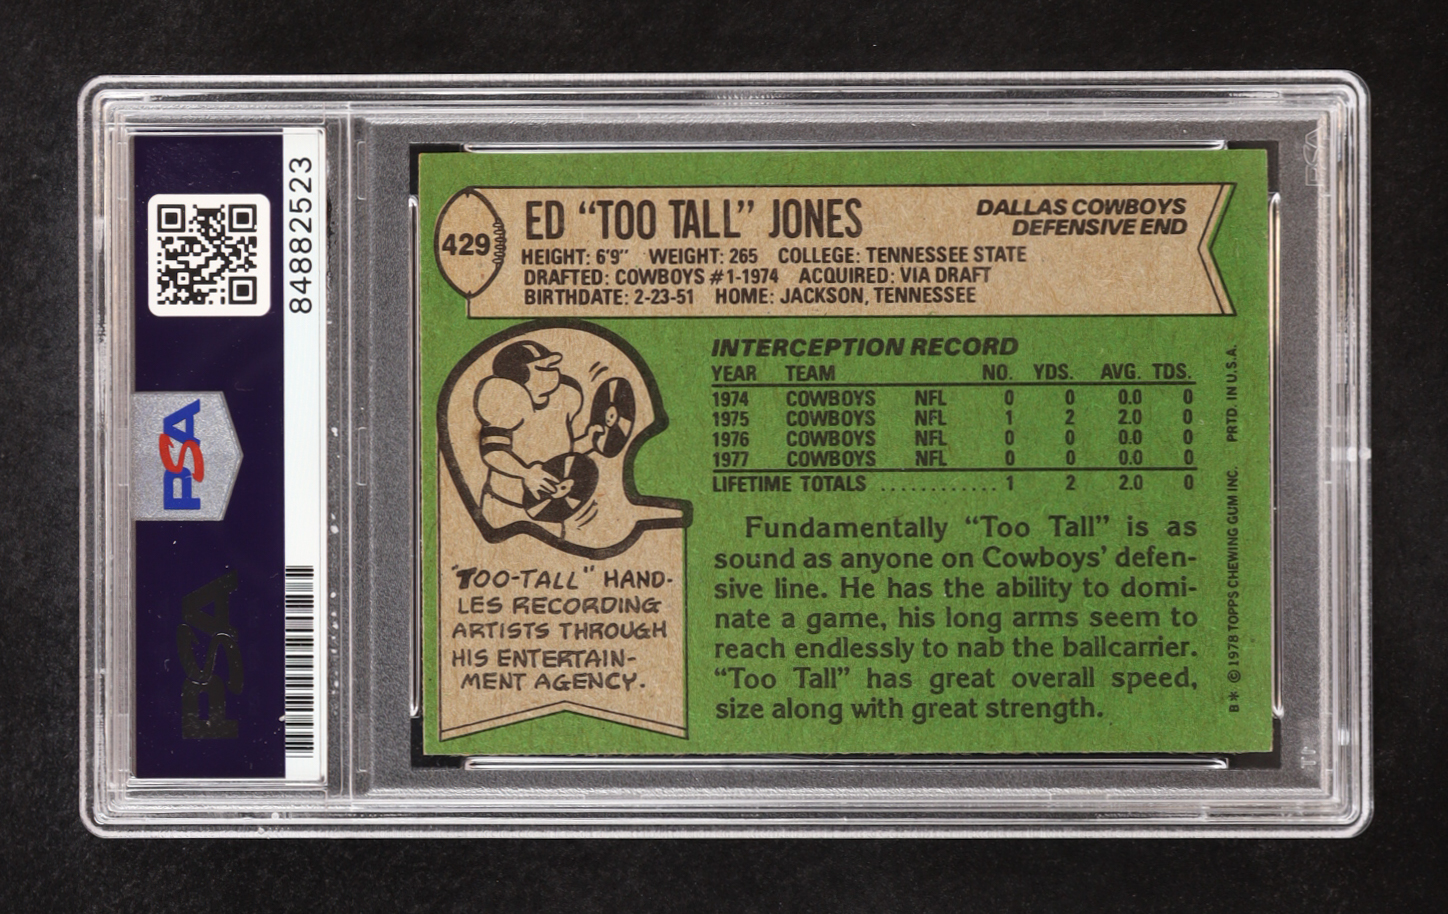 84882523
PSA
PSA
PSA
429
ED "TOO TALL" JONES
DALLAS COWBOYS
DEFENSIVE END
HEIGHT: 6'9" WEIGHT: 265 COLLEGE: TENNESSEE STATE
DRAFTED: COWBOYS #1-1974 ACQUIRED: VIA DRAFT
BIRTHDATE: 2-23-51 HOME: JACKSON, TENNESSEE
"TOO-TALL" HAND-
LES RECORDING
ARTISTS THROUGH
HIS ENTERTAIN-
MENT AGENCY.
INTERCEPTION RECORD
YEAR TEAM NO. YDS. AVG. TDS.
1974 COWBOYS NFL 0 0 0.0 0
1975 COWBOYS NFL 1 2 2.0 0
1976 COWBOYS NFL 0 0 0.0 0
1977 COWBOYS NFL 0 0 0.0 0
LIFETIME TOTALS ............ 1 2 2.0 0
Fundamentally "Too Tall" is as
sound as anyone on Cowboys' defen-
sive line. He has the ability to domi-
nate a game, his long arms seem to
reach endlessly to nab the ballcarrier.
"Too Tall" has great overall speed,
size along with great strength.
B* © 1978 TOPPS CHEWING GUM INC. PRTD. IN U.S.A.